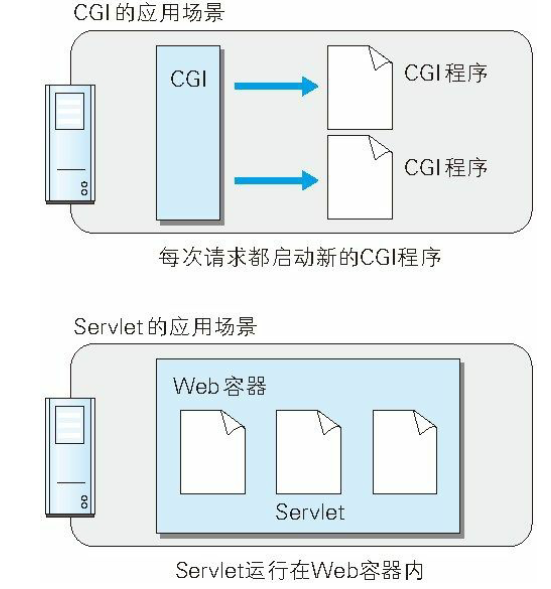 CGI的应用场景
CGI
CGI程序
CGI程序
每次请求都启动新的CGI程序
Servlet的应用场景
Web容器
Servlet
Servlet运行在Web容器内